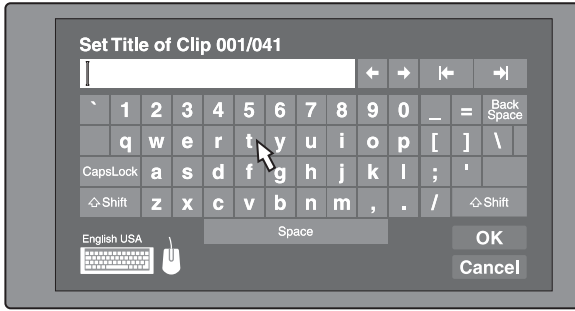 Set Title of Clip 001/041
` 1 2 3 4 5 6 7 8 9 0 _ = Back Space
q w e r t y u i o p [ ] \
CapsLock a s d f g h j k l ; '
Shift z x c v b n m , . / Shift
Space
English USA
OK
Cancel